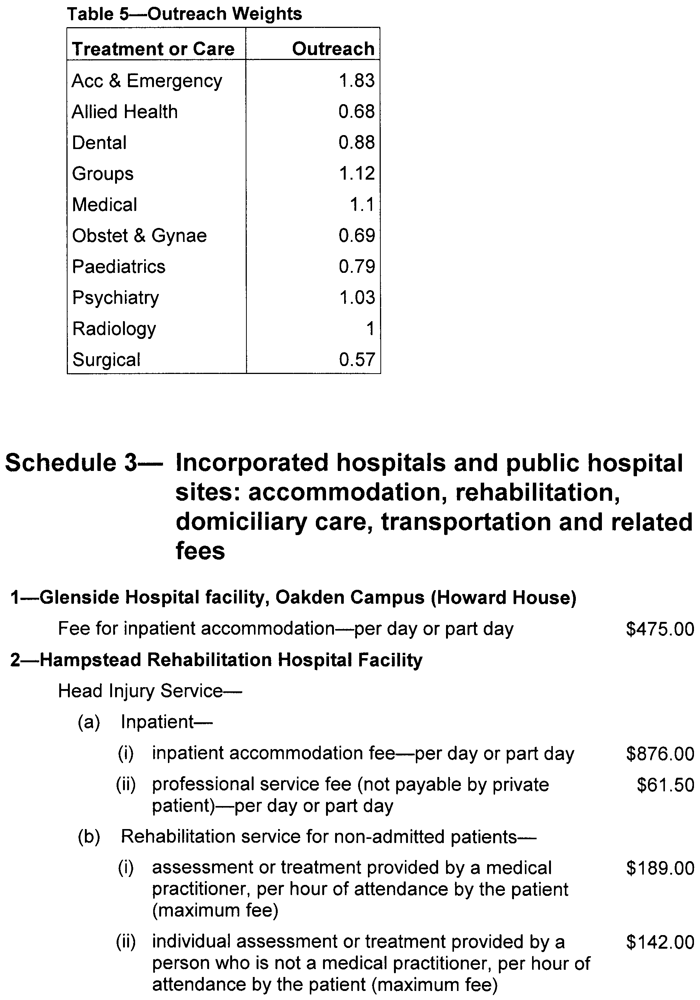 Table 5—Outreach Weights
Treatment or Care Outreach
Acc & Emergency 1.83
Allied Health 0.68
Dental 0.88
Groups 1.12
Medical 1.1
Obstet & Gynae 0.69
Paediatrics 0.79
Psychiatry 1.03
Radiology 1
Surgical 0.57
Schedule 3— Incorporated hospitals and public hospital
sites: accommodation, rehabilitation,
domiciliary care, transportation and related
fees
1—Glenside Hospital facility, Oakden Campus (Howard House)
Fee for inpatient accommodation—per day or part day $475.00
2—Hampstead Rehabilitation Hospital Facility
Head Injury Service—
(a) Inpatient—
(i) inpatient accommodation fee—per day or part day $876.00
(ii) professional service fee (not payable by private $61.50
patient)—per day or part day
(b) Rehabilitation service for non-admitted patients—
(i) assessment or treatment provided by a medical $189.00
practitioner, per hour of attendance by the patient
(maximum fee)
(ii) individual assessment or treatment provided by a $142.00
person who is not a medical practitioner, per hour of
attendance by the patient (maximum fee)